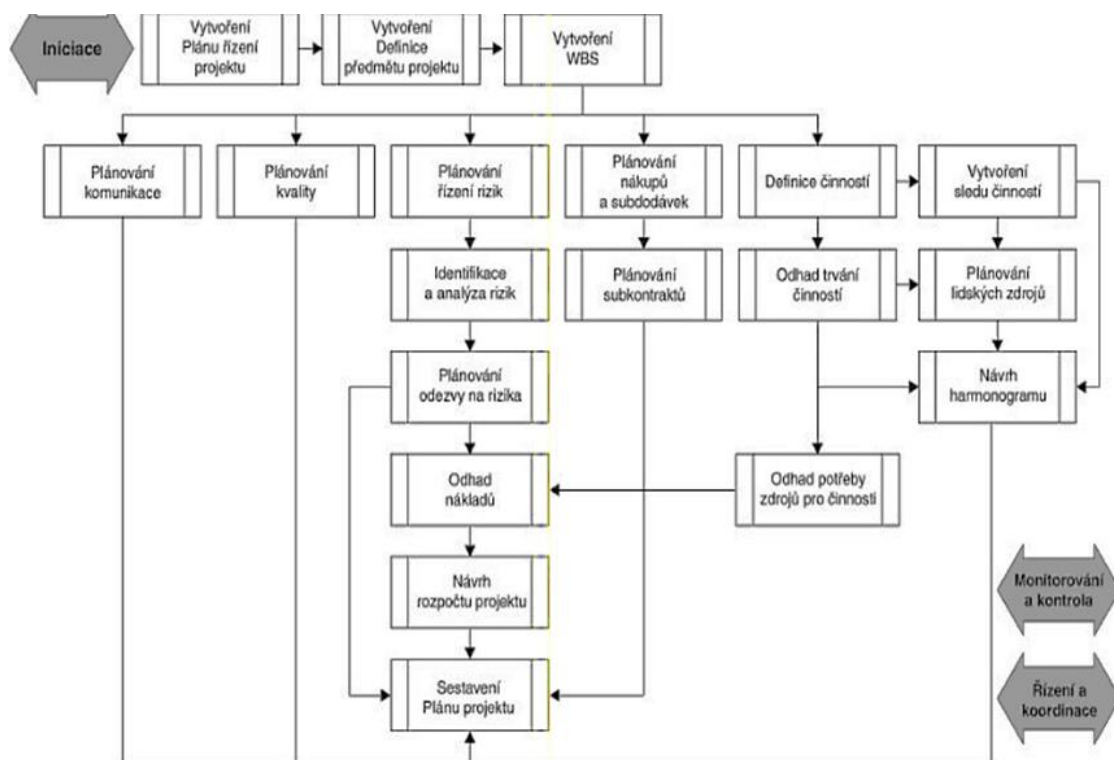 Iniciace
Vytvoření
Plánu řízení
projektu
Vytvoření
Definice
předmětu projektu
Vytvoření
WBS
Plánování
komunikace
Plánování
kvality
Plánování
řízení rizik
Plánování
nákupů
a subdodávek
Definice činností
Vytvoření
sledu činností
Identifikace
a analýza rizik
Plánování
subkontraktů
Odhad trvání
činností
Plánování
lidských zdrojů
Plánování
odezvy na rizika
Návrh
harmonogramu
Odhad
nákladů
Odhad potřeby
zdrojů pro činnosti
Návrh
rozpočtu projektu
Monitorování
a kontrola
Sestavení
Plánu projektu
Řízení a
koordinace